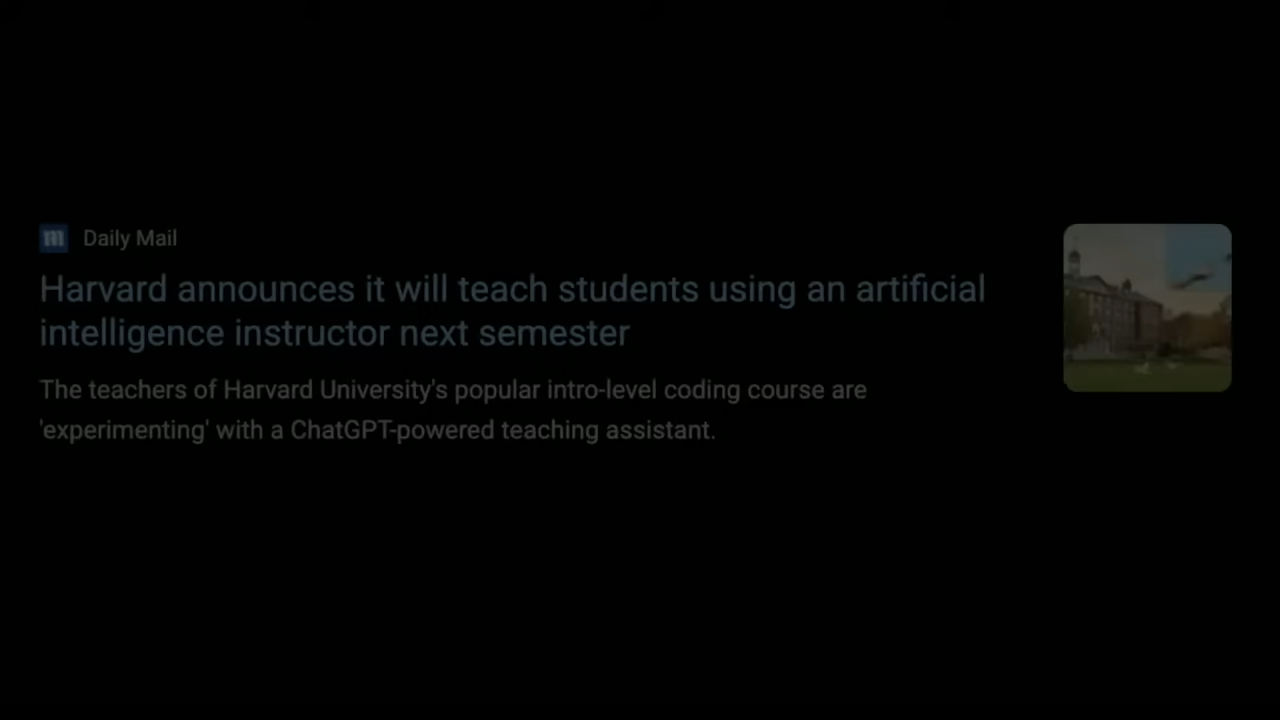 m Daily Mail
Harvard announces it will teach students using an artificial
intelligence instructor next semester
The teachers of Harvard University's popular intro-level coding course are
'experimenting' with a ChatGPT-powered teaching assistant.